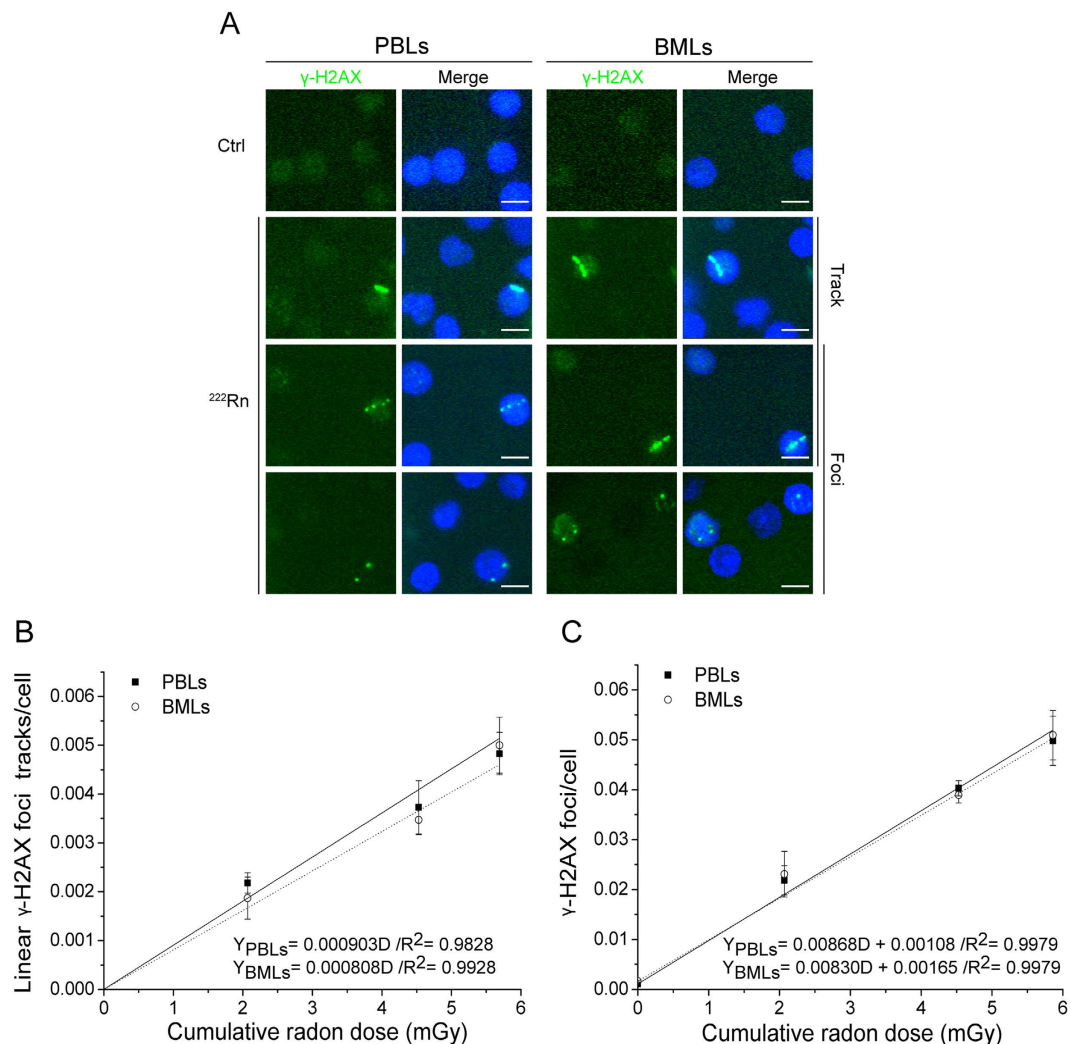 A
PBLs BMLs
γ-H2AX Merge γ-H2AX Merge
Ctrl
Track
²²²Rn
Foci
B
Linear γ-H2AX foci tracks/cell
0.006
0.005
0.004
0.003
0.002
0.001
0.000
PBLs
BMLs
Y_PBLs= 0.000903D /R²= 0.9828
Y_BMLs= 0.000808D /R²= 0.9928
0 1 2 3 4 5 6
Cumulative radon dose (mGy)
C
γ-H2AX foci/cell
0.06
0.05
0.04
0.03
0.02
0.01
0.00
PBLs
BMLs
Y_PBLs= 0.00868D + 0.00108 /R²= 0.9979
Y_BMLs= 0.00830D + 0.00165 /R²= 0.9979
0 1 2 3 4 5 6
Cumulative radon dose (mGy)